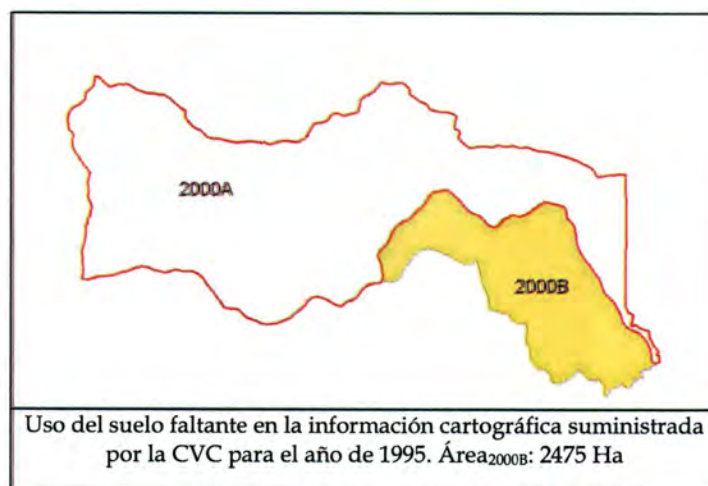 2000A
2000B
Uso del suelo faltante en la información cartográfica suministrada
por la CVC para el año de 1995. Área2000B: 2475 Ha